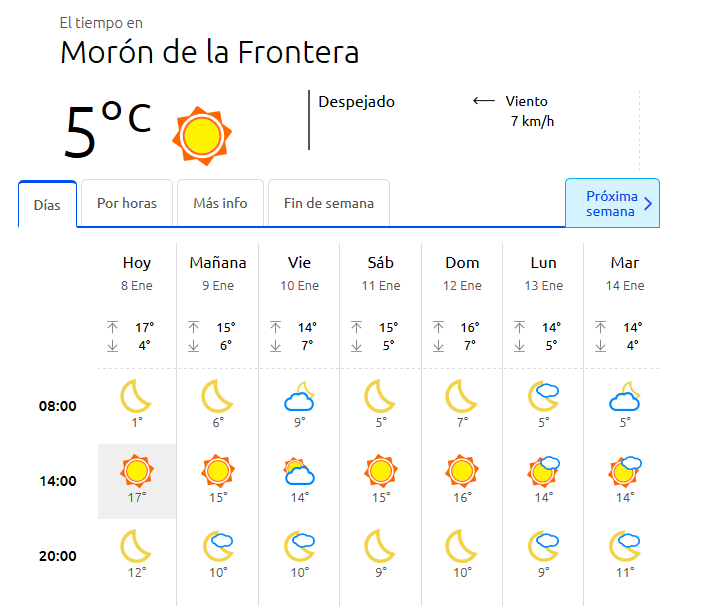 El tiempo en
Morón de la Frontera
5°C
Despejado
Viento
7 km/h
Días
Por horas
Más info
Fin de semana
Próxima
semana
Hoy Mañana Vie Sáb Dom Lun Mar
8 Ene 9 Ene 10 Ene 11 Ene 12 Ene 13 Ene 14 Ene
17° 15° 14° 15° 16° 14° 14°
4° 6° 7° 5° 7° 5° 4°
08:00
1° 6° 9° 5° 7° 5° 5°
14:00
17° 15° 14° 15° 16° 14° 14°
20:00
12° 10° 10° 9° 10° 9° 11°